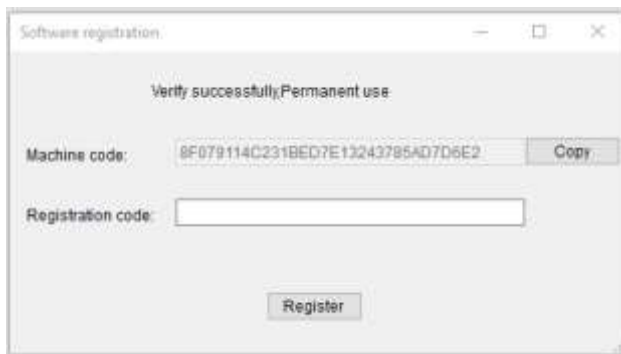 Software registration
Verify successfully,Permanent use
Machine code: 8F079114C231BED7E13243785AD7D6E2 Copy
Registration code:
Register